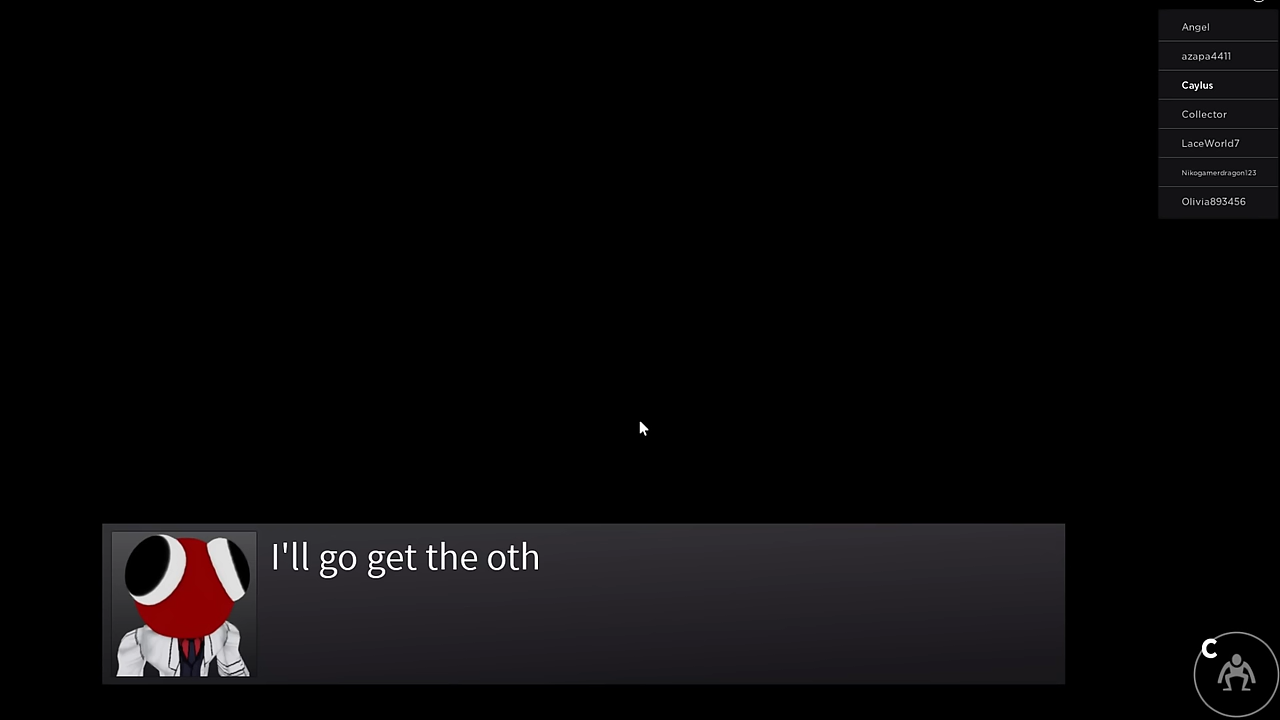 Angel
azapa4411
Caylus
Collector
LaceWorld7
Nikogamerdragon123
Olivia893456
I'll go get the oth
C